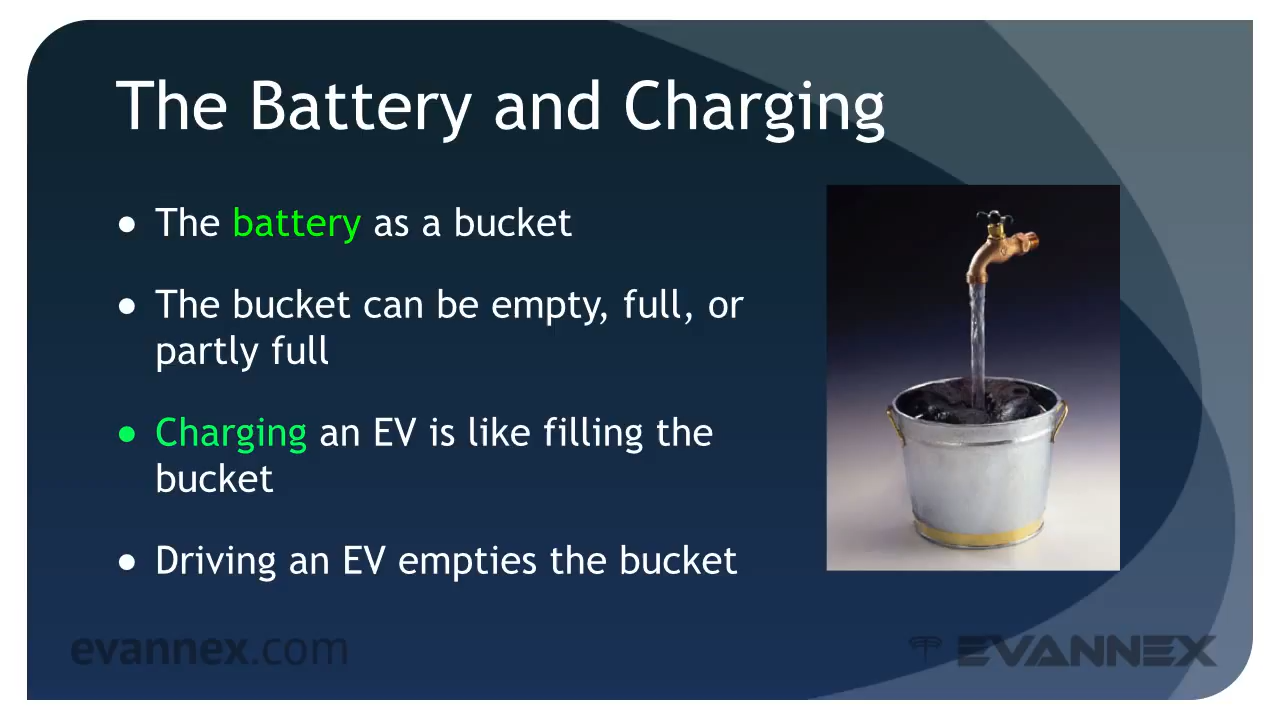 The Battery and Charging
● The battery as a bucket
● The bucket can be empty, full, or
partly full
● Charging an EV is like filling the
bucket
● Driving an EV empties the bucket
evannex.com
EVANNEX